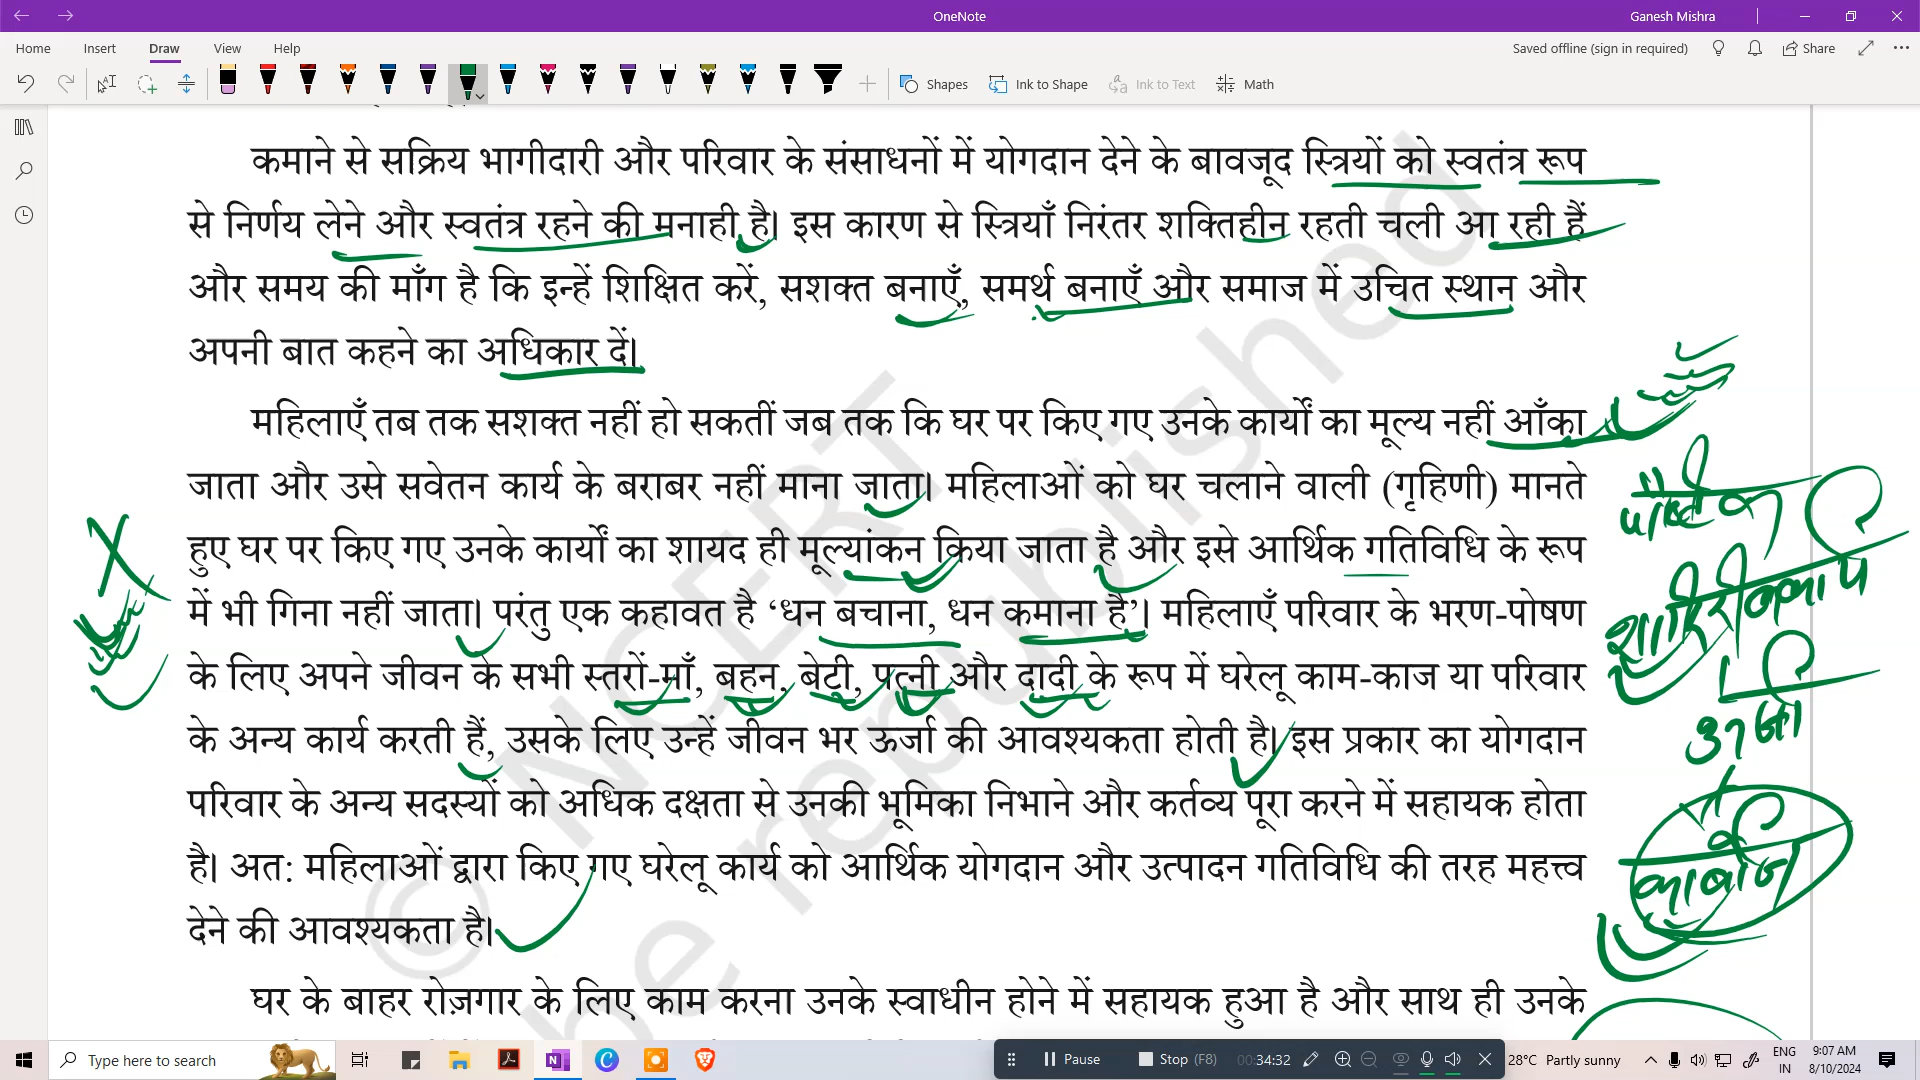 OneNote
Ganesh Mishra
Home Insert Draw View Help
Saved offline (sign in required) Share
Shapes Ink to Shape Ink to Text Math
कमाने से सक्रिय भागीदारी और परिवार के संसाधनों में योगदान देने के बावजूद स्त्रियों को स्वतंत्र रूप
से निर्णय लेने और स्वतंत्र रहने की मनाही है। इस कारण से स्त्रियाँ निरंतर शक्तिहीन रहती चली आ रही हैं
और समय की माँग है कि इन्हें शिक्षित करें, सशक्त बनाएँ, समर्थ बनाएँ और समाज में उचित स्थान और
अपनी बात कहने का अधिकार दें।
महिलाएँ तब तक सशक्त नहीं हो सकतीं जब तक कि घर पर किए गए उनके कार्यों का मूल्य नहीं आँका
जाता और उसे सवेतन कार्य के बराबर नहीं माना जाता। महिलाओं को घर चलाने वाली (गृहिणी) मानते
हुए घर पर किए गए उनके कार्यों का शायद ही मूल्यांकन किया जाता है और इसे आर्थिक गतिविधि के रूप
में भी गिना नहीं जाता। परंतु एक कहावत है ‘धन बचाना, धन कमाना है’। महिलाएँ परिवार के भरण-पोषण
के लिए अपने जीवन के सभी स्तरों-माँ, बहन, बेटी, पत्नी और दादी के रूप में घरेलू काम-काज या परिवार
के अन्य कार्य करती हैं, उसके लिए उन्हें जीवन भर ऊर्जा की आवश्यकता होती है। इस प्रकार का योगदान
परिवार के अन्य सदस्यों को अधिक दक्षता से उनकी भूमिका निभाने और कर्तव्य पूरा करने में सहायक होता
है। अत: महिलाओं द्वारा किए गए घरेलू कार्य को आर्थिक योगदान और उत्पादन गतिविधि की तरह महत्त्व
देने की आवश्यकता है।
घर के बाहर रोज़गार के लिए काम करना उनके स्वाधीन होने में सहायक हुआ है और साथ ही उनके
© NCERT
be republished
Type here to search
Pause Stop (F8) 00:34:32
28°C Partly sunny
ENG
IN
9:07 AM
8/10/2024